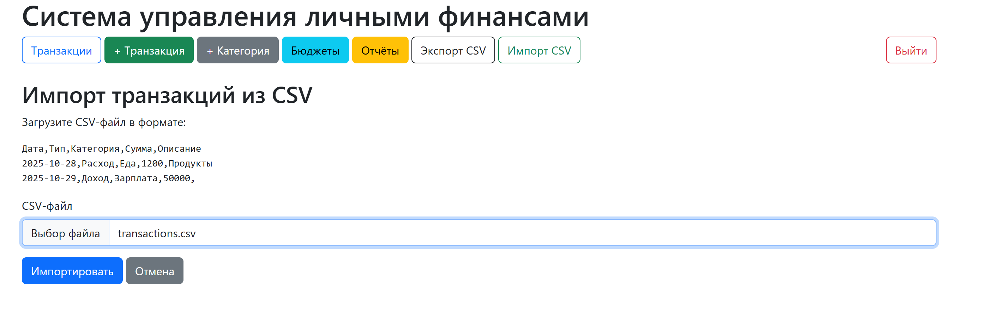 Система управления личными финансами
Транзакции + Транзакция + Категория Бюджеты Отчёты Экспорт CSV Импорт CSV Выйти
Импорт транзакций из CSV
Загрузите CSV-файл в формате:
Дата,Тип,Категория,Сумма,Описание
2025-10-28,Расход,Еда,1200,Продукты
2025-10-29,Доход,Зарплата,50000,
CSV-файл
Выбор файла transactions.csv
Импортировать Отмена